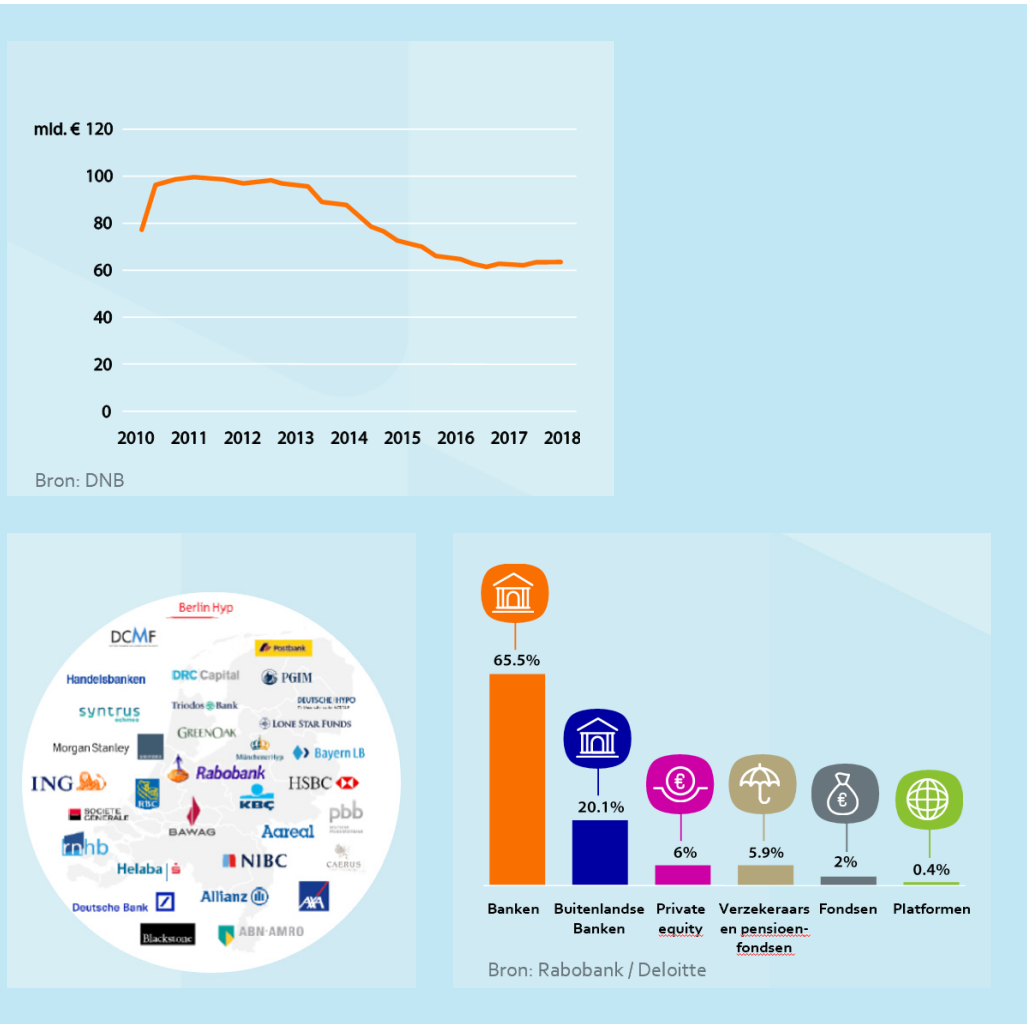 mld. € 120
100
80
60
40
20
0
2010 2011 2012 2013 2014 2015 2016 2017 2018
Bron: DNB
Berlin Hyp
DCMF
Postbank
Handelsbanken
DRC Capital
PGIM
syntrus
Triodos Bank
DEUTSCHE HYPO
GREENOAK
LONE STAR FUNDS
Morgan Stanley
MünchenerHyp
Bayern LB
ING
RBC
Rabobank
HSBC
SOCIETE
GENERALE
BAWAG
KBC
pbb
rnhb
Aareal
Helaba
NIBC
CAERUS
Deutsche Bank
Allianz
AXA
Blackstone
ABN·AMRO
65.5%
20.1%
6%
5.9%
2%
0.4%
Banken Buitenlandse Private Verzekeraars Fondsen Platformen
Banken equity en pensioen-
fondsen
Bron: Rabobank / Deloitte